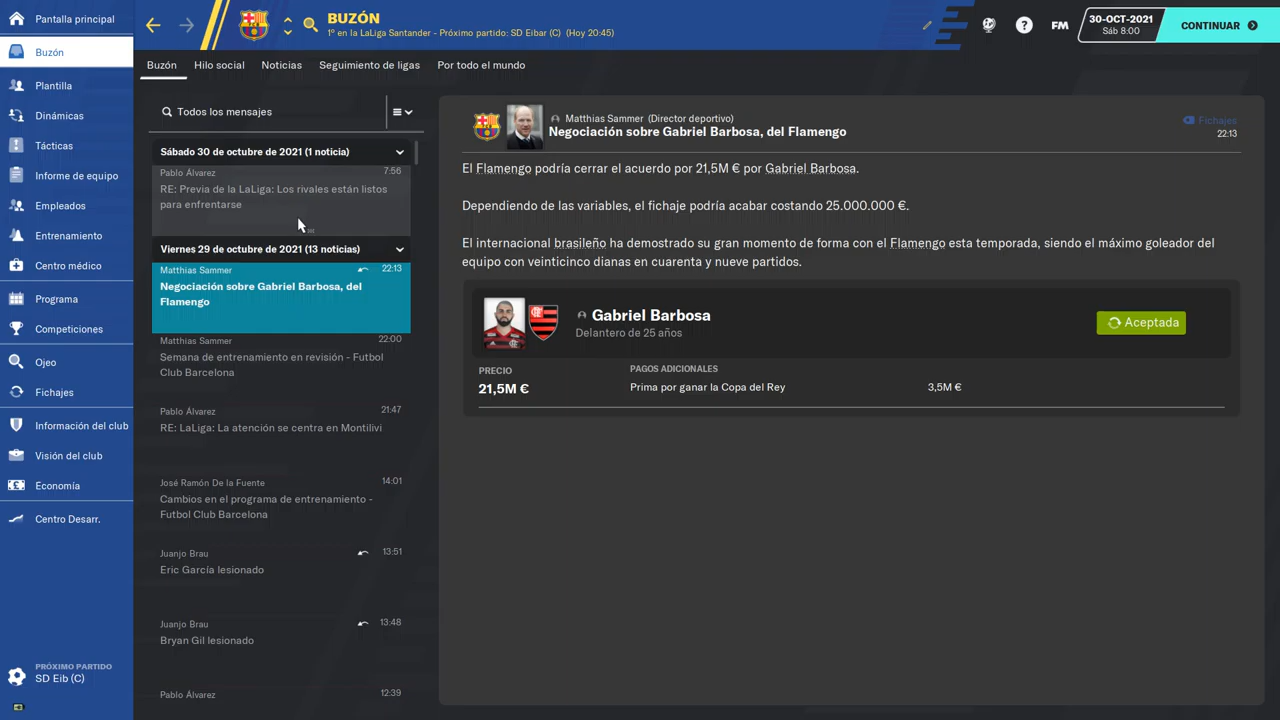 Pantalla principal
Buzón
Plantilla
Dinámicas
Tácticas
Informe de equipo
Empleados
Entrenamiento
Centro médico
Programa
Competiciones
Ojeo
Fichajes
Información del club
Visión del club
Economía
Centro Desarr.
PRÓXIMO PARTIDO
SD Eib (C)
BUZÓN
1º en la LaLiga Santander - Próximo partido: SD Eibar (C) (Hoy 20:45)
FM
30-OCT-2021
Sáb 8:00
CONTINUAR
Buzón
Hilo social
Noticias
Seguimiento de ligas
Por todo el mundo
Todos los mensajes
Sábado 30 de octubre de 2021 (1 noticia)
Pablo Álvarez 7:56
RE: Previa de la LaLiga: Los rivales están listos
para enfrentarse
Viernes 29 de octubre de 2021 (13 noticias)
Matthias Sammer 22:13
Negociación sobre Gabriel Barbosa, del
Flamengo
Matthias Sammer 22:00
Semana de entrenamiento en revisión - Futbol
Club Barcelona
Pablo Álvarez 21:47
RE: LaLiga: La atención se centra en Montilivi
José Ramón De la Fuente 14:01
Cambios en el programa de entrenamiento -
Futbol Club Barcelona
Juanjo Brau 13:51
Eric García lesionado
Juanjo Brau 13:48
Bryan Gil lesionado
Pablo Álvarez 12:39
Matthias Sammer (Director deportivo)
Negociación sobre Gabriel Barbosa, del Flamengo
Fichajes
22:13
El Flamengo podría cerrar el acuerdo por 21,5M € por Gabriel Barbosa.
Dependiendo de las variables, el fichaje podría acabar costando 25.000.000 €.
El internacional brasileño ha demostrado su gran momento de forma con el Flamengo esta temporada, siendo el máximo goleador del
equipo con veinticinco dianas en cuarenta y nueve partidos.
Gabriel Barbosa
Delantero de 25 años
Aceptada
PRECIO
21,5M €
PAGOS ADICIONALES
Prima por ganar la Copa del Rey 3,5M €